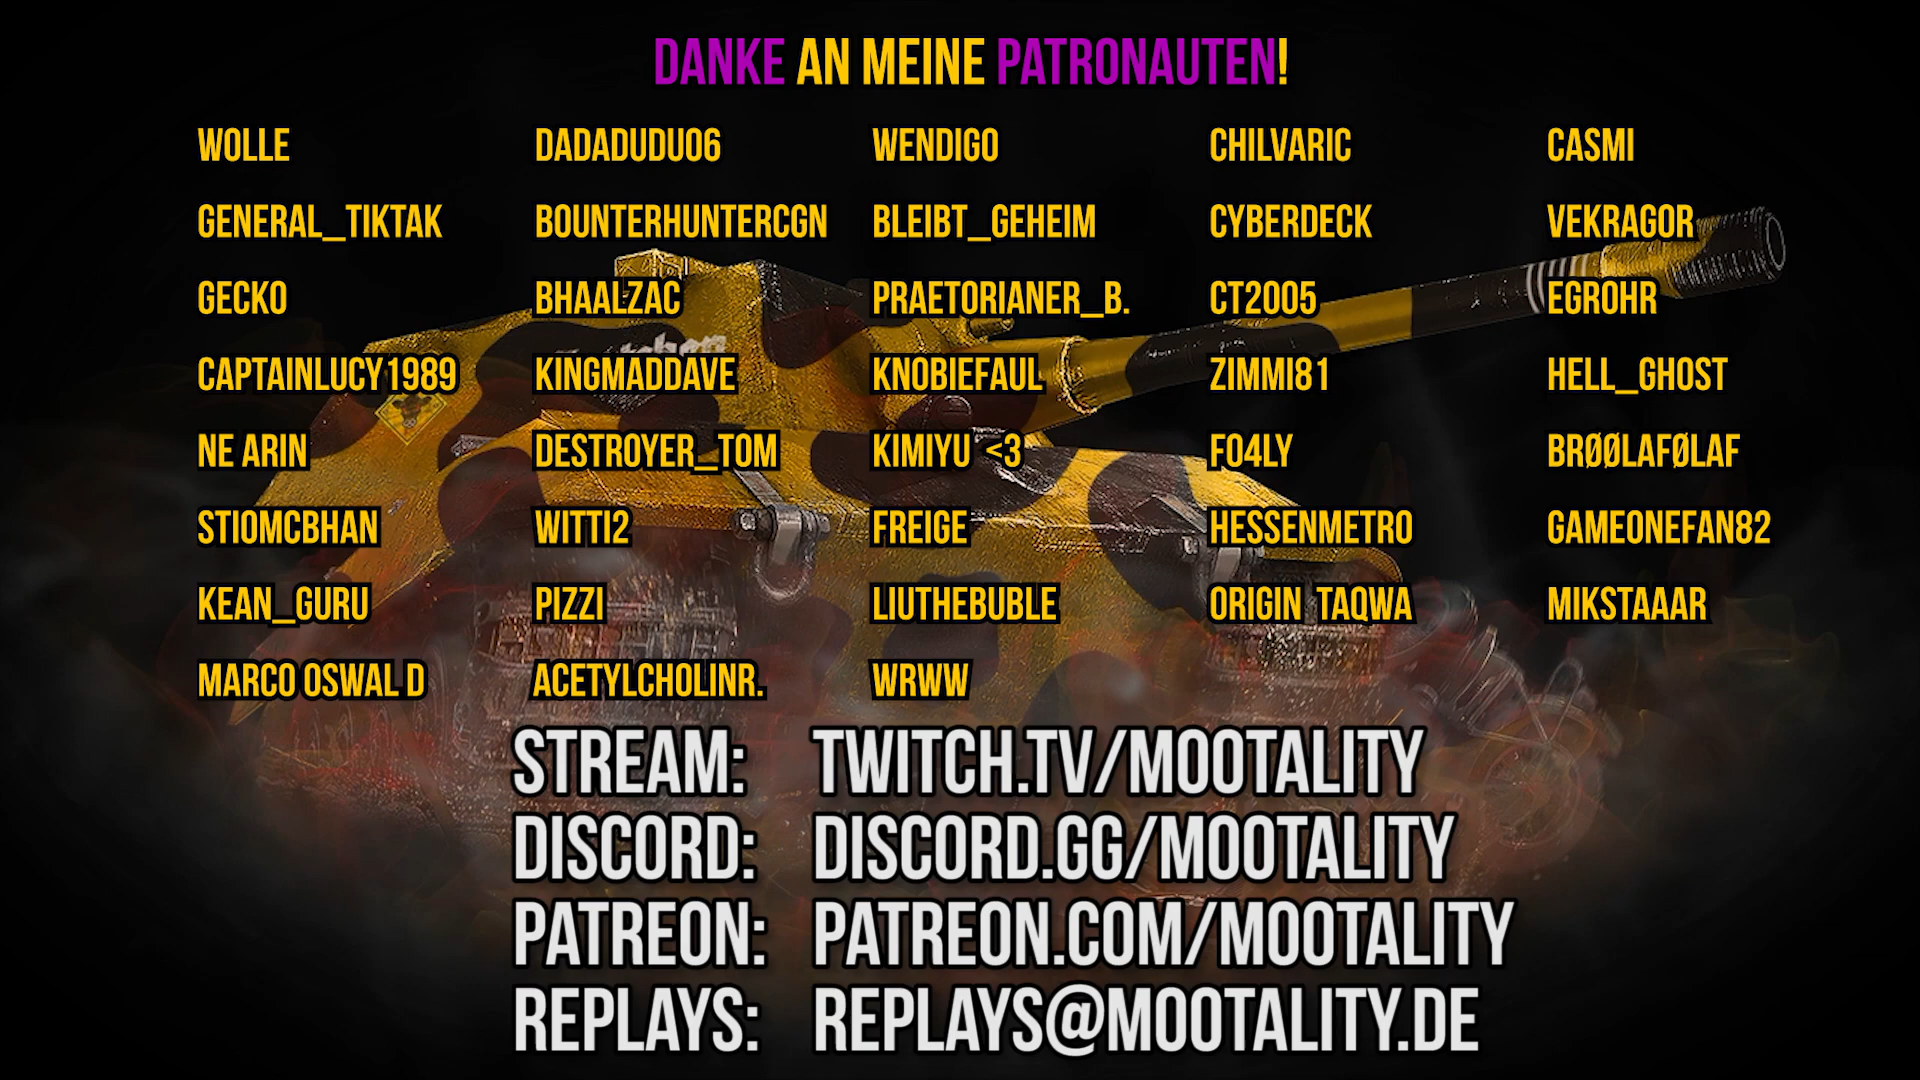 DANKE AN MEINE PATRONAUTEN!
WOLLE DADADUDU06 WENDIGO CHILVARIC CASMI
GENERAL_TIKTAK BOUNTERHUNTERCGN BLEIBT_GEHEIM CYBERDECK VEKRAGOR
GECKO BHAALZAC PRAETORIANER_B. CT2005 EGROHR
CAPTAINLUCY1989 KINGMADDAVE KNOBIEFAUL ZIMMI81 HELL_GHOST
NE ARIN DESTROYER_TOM KIMIYU <3 FO4LY BRØØLAFØLAF
STIOMCBHAN WITTI2 FREIGE HESSENMETRO GAMEONEFAN82
KEAN_GURU PIZZI LIUTHEBUBLE ORIGIN TAQWA MIKSTAAAR
MARCO OSWAL D ACETYLCHOLINR. WRWW
STREAM: TWITCH.TV/MOOTALITY
DISCORD: DISCORD.GG/MOOTALITY
PATREON: PATREON.COM/MOOTALITY
REPLAYS: REPLAYS@MOOTALITY.DE